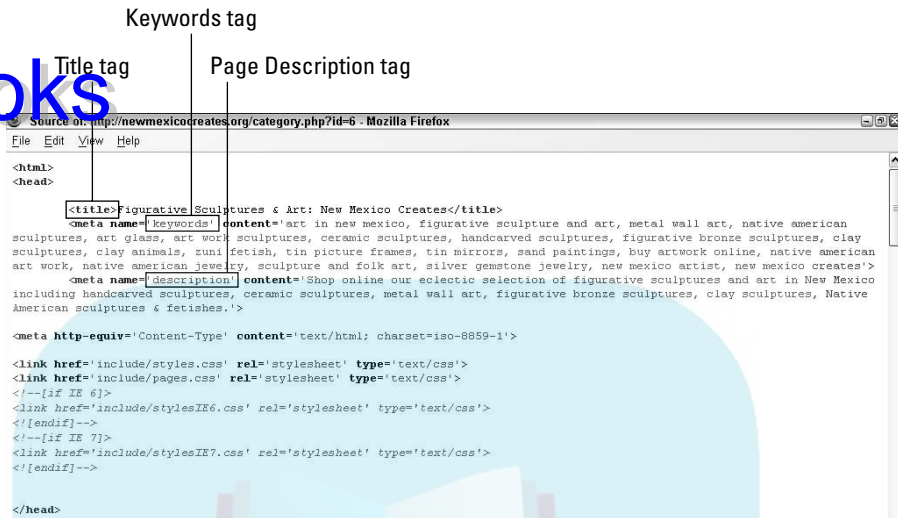 Keywords tag
Title tag Page Description tag
oks
Source of: http://newmexicocreates.org/category.php?id=6 - Mozilla Firefox
File Edit View Help
<html>
<head>
<title>Figurative Sculptures & Art: New Mexico Creates</title>
<meta name='keywords' content='art in new mexico, figurative sculpture and art, metal wall art, native american
sculptures, art glass, art work sculptures, ceramic sculptures, handcarved sculptures, figurative bronze sculptures, clay
sculptures, clay animals, zuni fetish, tin picture frames, tin mirrors, sand paintings, buy artwork online, native american
art work, native american jewelry, sculpture and folk art, silver gemstone jewelry, new mexico artist, new mexico creates'>
<meta name='description' content='Shop online our eclectic selection of figurative sculptures and art in New Mexico
including handcarved sculptures, ceramic sculptures, metal wall art, figurative bronze sculptures, clay sculptures, Native
American sculptures & fetishes.'>
<meta http-equiv='Content-Type' content='text/html; charset=iso-8859-1'>
<link href='include/styles.css' rel='stylesheet' type='text/css'>
<link href='include/pages.css' rel='stylesheet' type='text/css'>
<!--[if IE 6]>
<link href='include/stylesIE6.css' rel='stylesheet' type='text/css'>
<![endif]-->
<!--[if IE 7]>
<link href='include/stylesIE7.css' rel='stylesheet' type='text/css'>
<![endif]-->
</head>